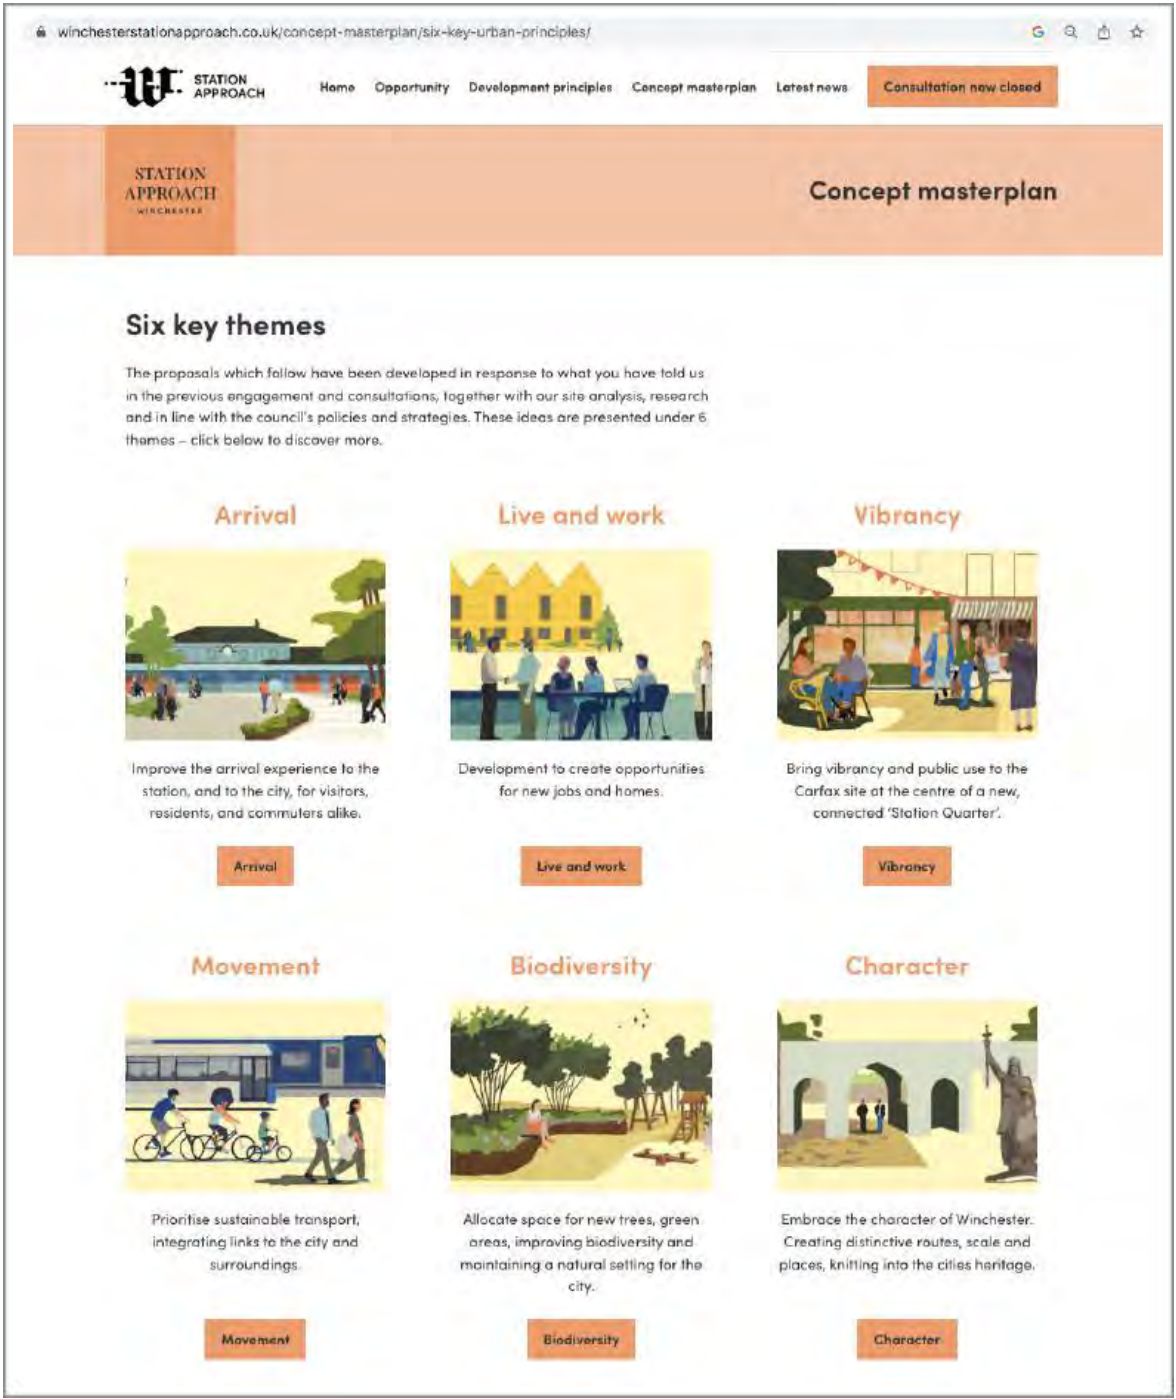 winchesterstationapproach.co.uk/concept-masterplan/six-key-urban-principles/
STATION
APPROACH
Home Opportunity Development principles Concept masterplan Latest news Consultation now closed
STATION
APPROACH
WINCHESTER
Concept masterplan
Six key themes
The proposals which follow have been developed in response to what you have told us
in the previous engagement and consultations, together with our site analysis, research
and in line with the council's policies and strategies. These ideas are presented under 6
themes – click below to discover more.
Arrival
Improve the arrival experience to the
station, and to the city, for visitors,
residents, and commuters alike.
Arrival
Live and work
Development to create opportunities
for new jobs and homes.
Live and work
Vibrancy
Bring vibrancy and public use to the
Carfax site at the centre of a new,
connected 'Station Quarter'.
Vibrancy
Movement
Prioritise sustainable transport,
integrating links to the city and
surroundings.
Movement
Biodiversity
Allocate space for new trees, green
areas, improving biodiversity and
maintaining a natural setting for the
city.
Biodiversity
Character
Embrace the character of Winchester.
Creating distinctive routes, scale and
places, knitting into the cities heritage.
Character